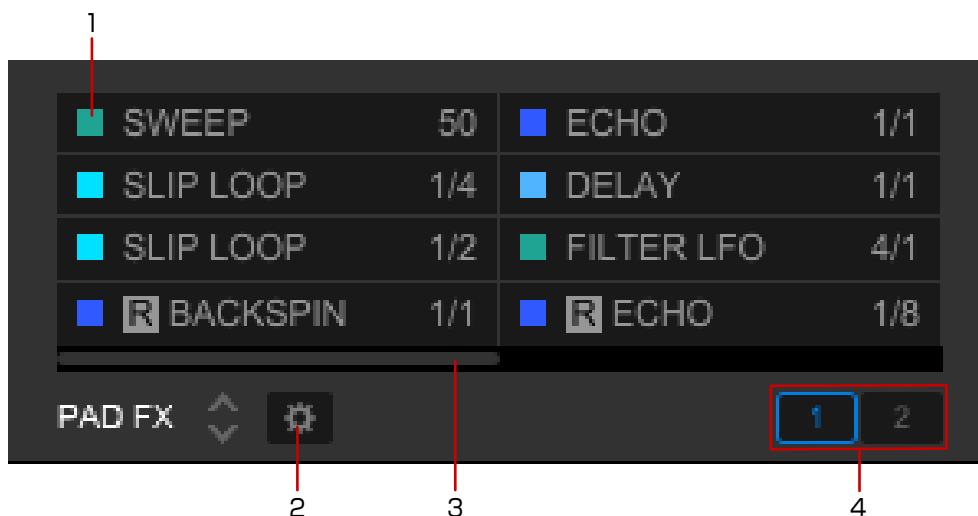 1
SWEEP 50 ECHO 1/1
SLIP LOOP 1/4 DELAY 1/1
SLIP LOOP 1/2 FILTER LFO 4/1
R BACKSPIN 1/1 R ECHO 1/8
PAD FX 1 2
2 3 4